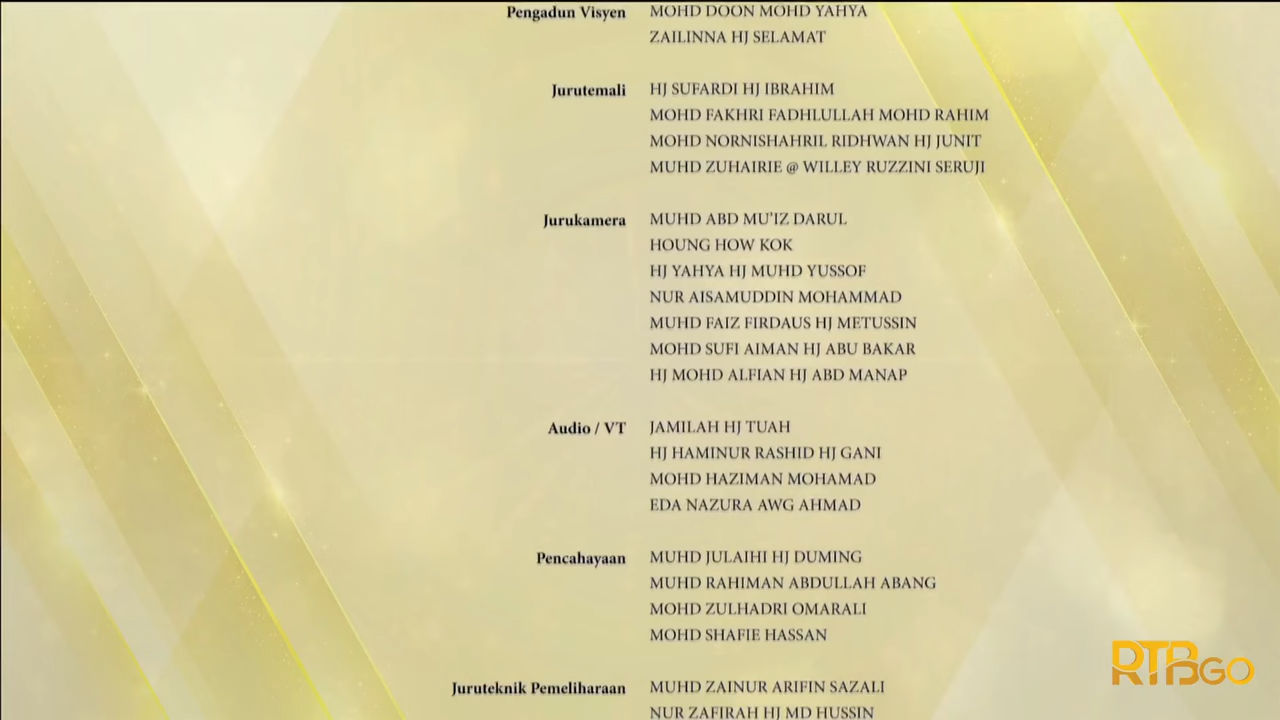 Pengadun Visyen MOHD DOON MOHD YAHYA
ZAILINNA HJ SELAMAT
Jurutemali HJ SUFARDI HJ IBRAHIM
MOHD FAKHRI FADHLULLAH MOHD RAHIM
MOHD NORNISHAHRIL RIDHWAN HJ JUNIT
MUHD ZUHAIRIE @ WILLEY RUZZINI SERUJI
Jurukamera MUHD ABD MU'IZ DARUL
HOUNG HOW KOK
HJ YAHYA HJ MUHD YUSSOF
NUR AISAMUDDIN MOHAMMAD
MUHD FAIZ FIRDAUS HJ METUSSIN
MOHD SUFI AIMAN HJ ABU BAKAR
HJ MOHD ALFIAN HJ ABD MANAP
Audio / VT JAMILAH HJ TUAH
HJ HAMINUR RASHID HJ GANI
MOHD HAZIMAN MOHAMAD
EDA NAZURA AWG AHMAD
Pencahayaan MUHD JULAIHI HJ DUMING
MUHD RAHIMAN ABDULLAH ABANG
MOHD ZULHADRI OMARALI
MOHD SHAFIE HASSAN
Juruteknik Pemeliharaan MUHD ZAINUR ARIFIN SAZALI
NUR ZAFIRAH HJ MD HUSSIN
RTBGO